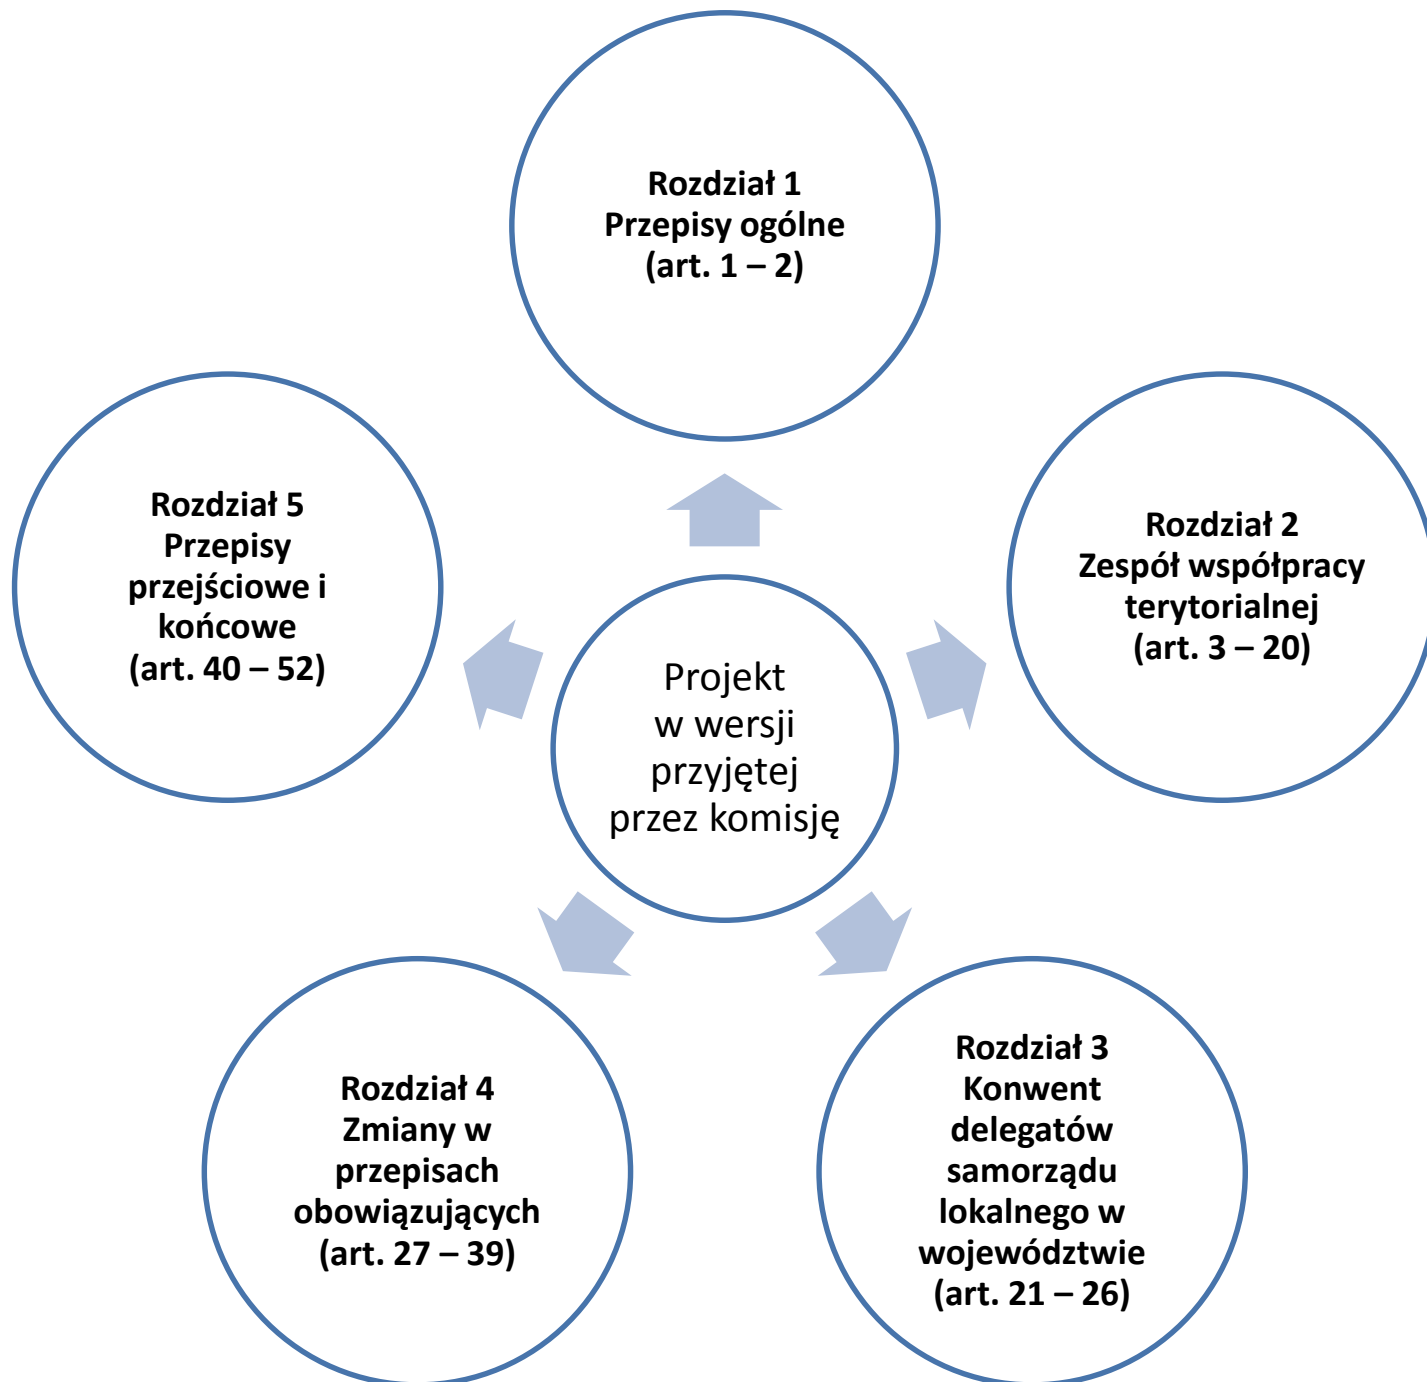 Rozdział 1
Przepisy ogólne
(art. 1 – 2)
Rozdział 2
Zespół współpracy
terytorialnej
(art. 3 – 20)
Rozdział 3
Konwent
delegatów
samorządu
lokalnego w
województwie
(art. 21 – 26)
Rozdział 4
Zmiany w
przepisach
obowiązujących
(art. 27 – 39)
Rozdział 5
Przepisy
przejściowe i
końcowe
(art. 40 – 52)
Projekt
w wersji
przyjętej
przez komisję